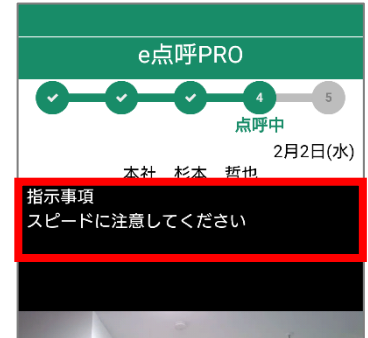 e点呼PRO
4 5
点呼中
2月2日(水)
本社 杉本 哲也
指示事項
スピードに注意してください